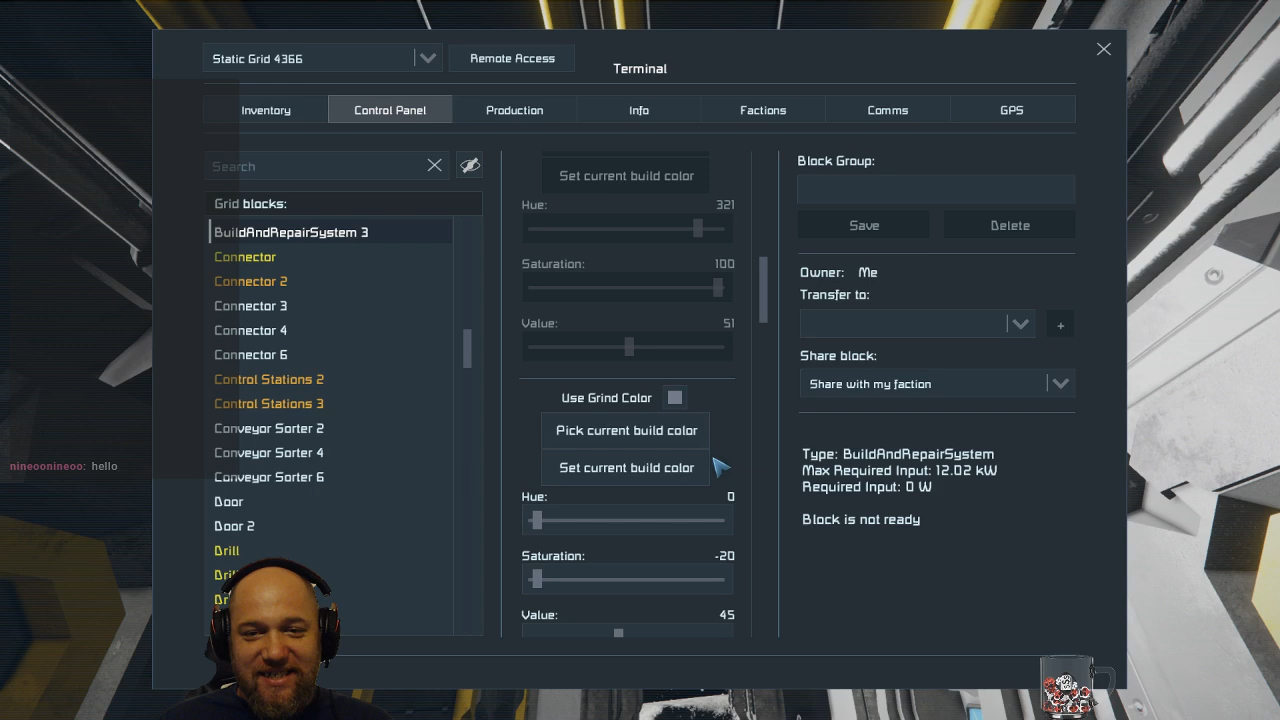 Static Grid 4366
Remote Access
Terminal
Inventory
Control Panel
Production
Info
Factions
Comms
GPS
Search
Grid blocks:
BuildAndRepairSystem 3
Connector
Connector 2
Connector 3
Connector 4
Connector 6
Control Stations 2
Control Stations 3
Conveyor Sorter 2
Conveyor Sorter 4
Conveyor Sorter 6
Door
Door 2
Drill
nineoonineoo: hello
Set current build color
Hue: 321
Saturation: 100
Value: 51
Use Grind Color
Pick current build color
Set current build color
Hue: 0
Saturation: -20
Value: 45
Block Group:
Save
Delete
Owner: Me
Transfer to:
+
Share block:
Share with my faction
Type: BuildAndRepairSystem
Max Required Input: 12.02 kW
Required Input: 0 W
Block is not ready